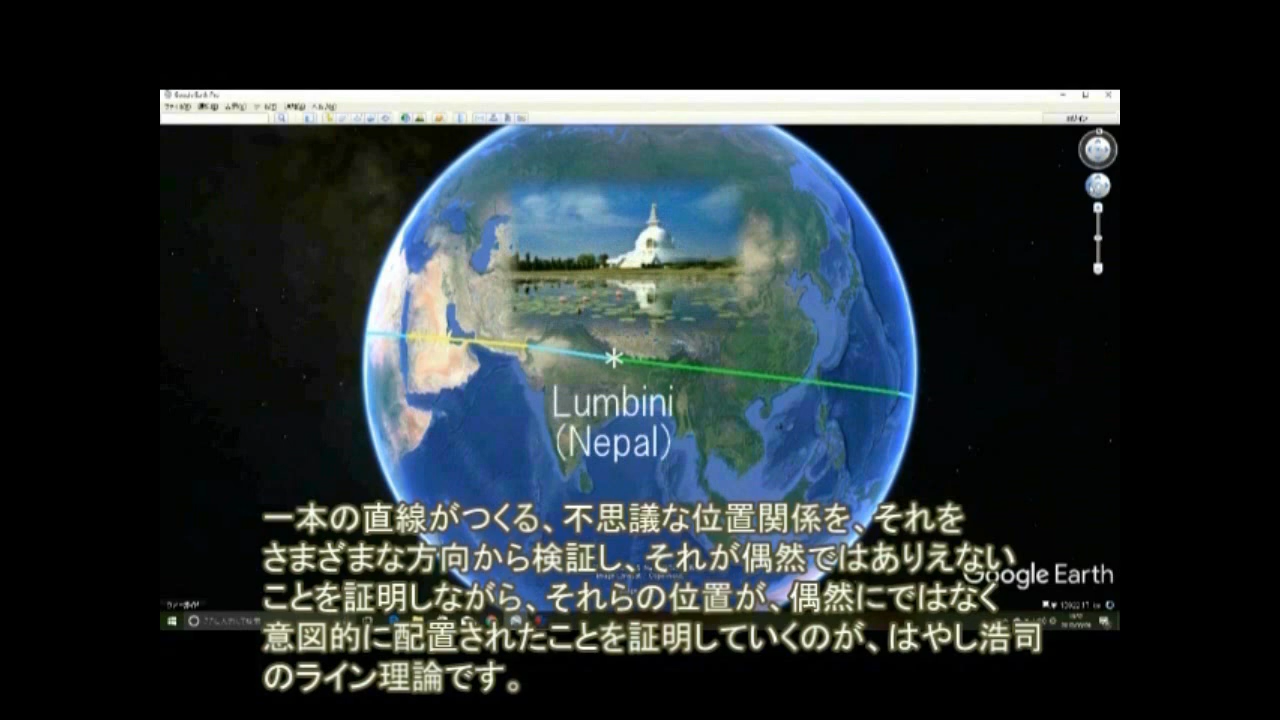 Google Earth Pro
Lumbini
(Nepal)
一本の直線がつくる、不思議な位置関係を、それを
さまざまな方向から検証し、それが偶然ではありえない
Google Earth
ことを証明しながら、それらの位置が、偶然にではなく
意図的に配置されたことを証明していくのが、はやし浩司
のライン理論です。